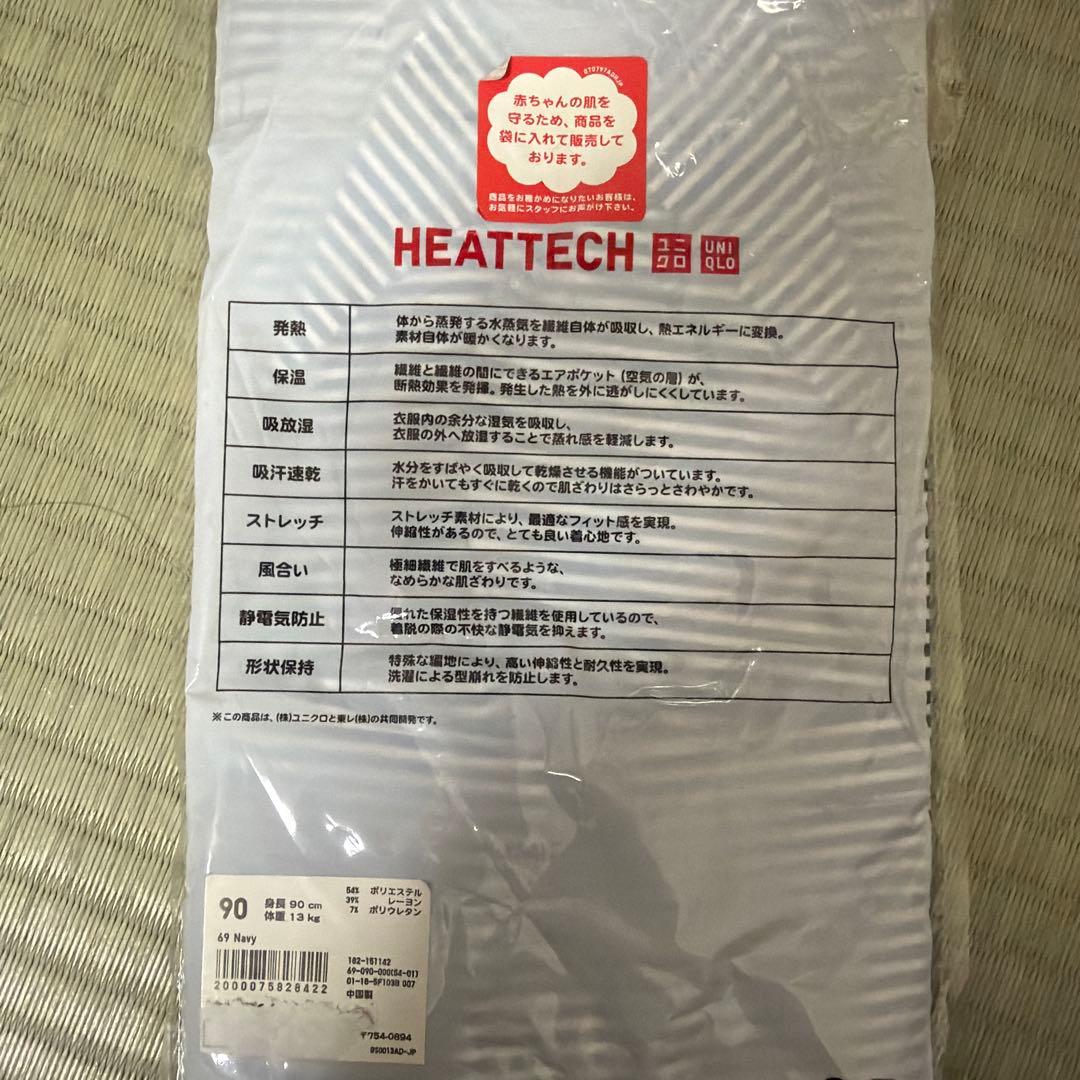 070797ADU-JP
赤ちゃんの肌を
守るため、商品を
袋に入れて販売して
おります。
商品をお確かめになりたいお客様は、
お気軽にスタッフにお声がけ下さい。
HEATTECH ユニクロ UNIQLO
発熱 体から蒸発する水蒸気を繊維自体が吸収し、熱エネルギーに変換。
素材自体が暖かくなります。
保温 繊維と繊維の間にできるエアポケット(空気の層)が、
断熱効果を発揮。発生した熱を外に逃がしにくくしています。
吸放湿 衣服内の余分な湿気を吸収し、
衣服の外へ放湿することで蒸れ感を軽減します。
吸汗速乾 水分をすばやく吸収して乾燥させる機能がついています。
汗をかいてもすぐに乾くので肌ざわりはさらっとさわやかです。
ストレッチ ストレッチ素材により、最適なフィット感を実現。
伸縮性があるので、とても良い着心地です。
風合い 極細繊維で肌をすべるような、
なめらかな肌ざわりです。
静電気防止 優れた保湿性を持つ繊維を使用しているので、
着脱の際の不快な静電気を抑えます。
形状保持 特殊な編地により、高い伸縮性と耐久性を実現。
洗濯による型崩れを防止します。
※この商品は、(株)ユニクロと東レ(株)の共同開発です。
90 身長 90 cm
体重 13 kg
54% ポリエステル
39% レーヨン
7% ポリウレタン
69 Navy
2000075828422
182-151142
69-090-000(54-01)
01-18-5F103B 007
中国製
〒754-0894
BS0013AD-JP